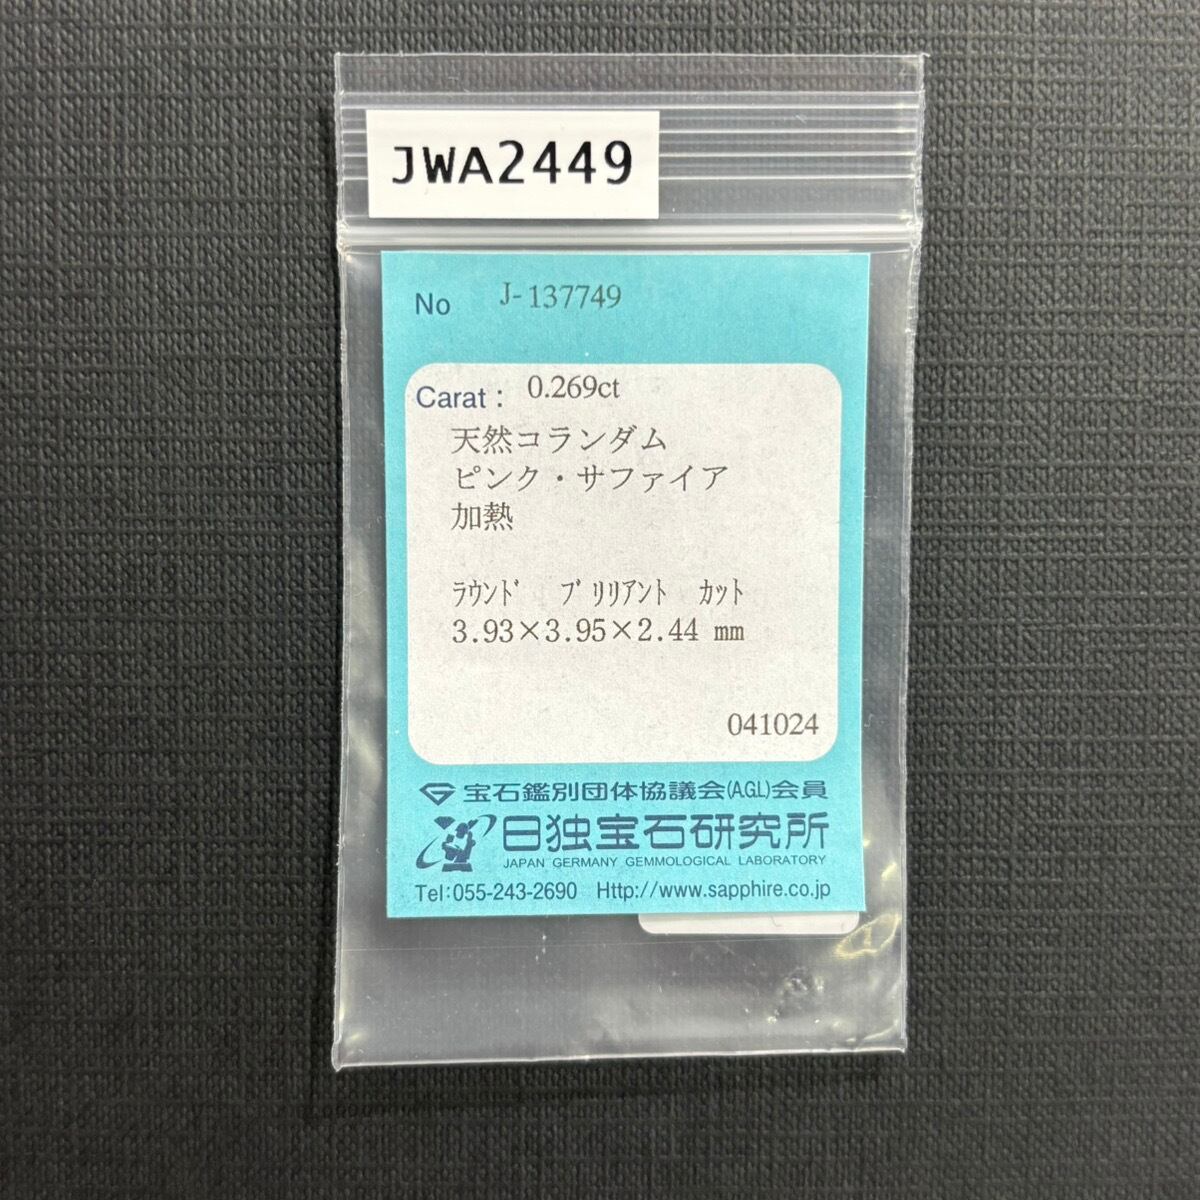 JWA2449
No J-137749
Carat： 0.269ct
天然コランダム
ピンク・サファイア
加熱
ﾗｳﾝﾄﾞ ﾌﾞﾘﾘｱﾝﾄ ｶｯﾄ
3.93×3.95×2.44 ㎜
041024
宝石鑑別団体協議会(A.G.L)会員
日独宝石研究所
JAPAN GERMANY GEMMOLOGICAL LABORATORY
Tel:055-243-2690 Http://www.sapphire.co.jp